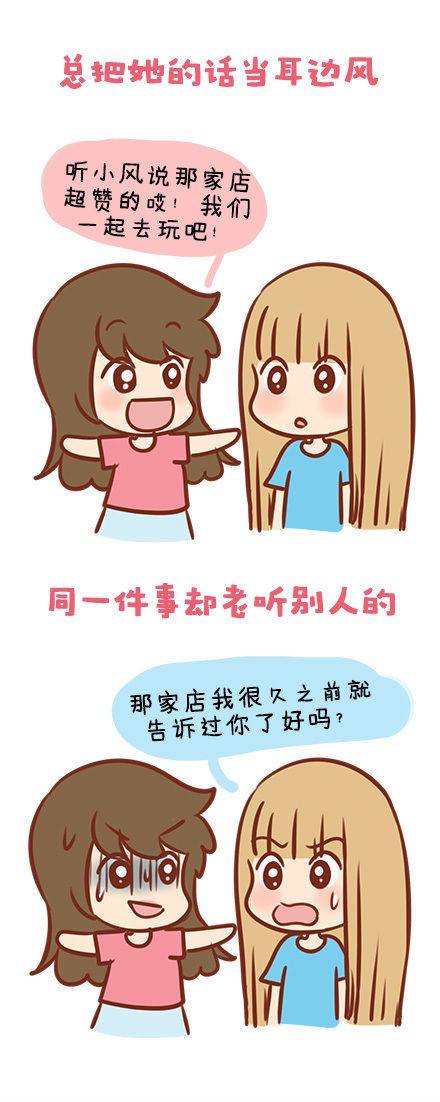 总把她的话当耳边风
听小风说那家店
超赞的哎！我们
一起去玩吧！
同一件事却老听别人的
那家店我很久之前就
告诉过你了好吗？